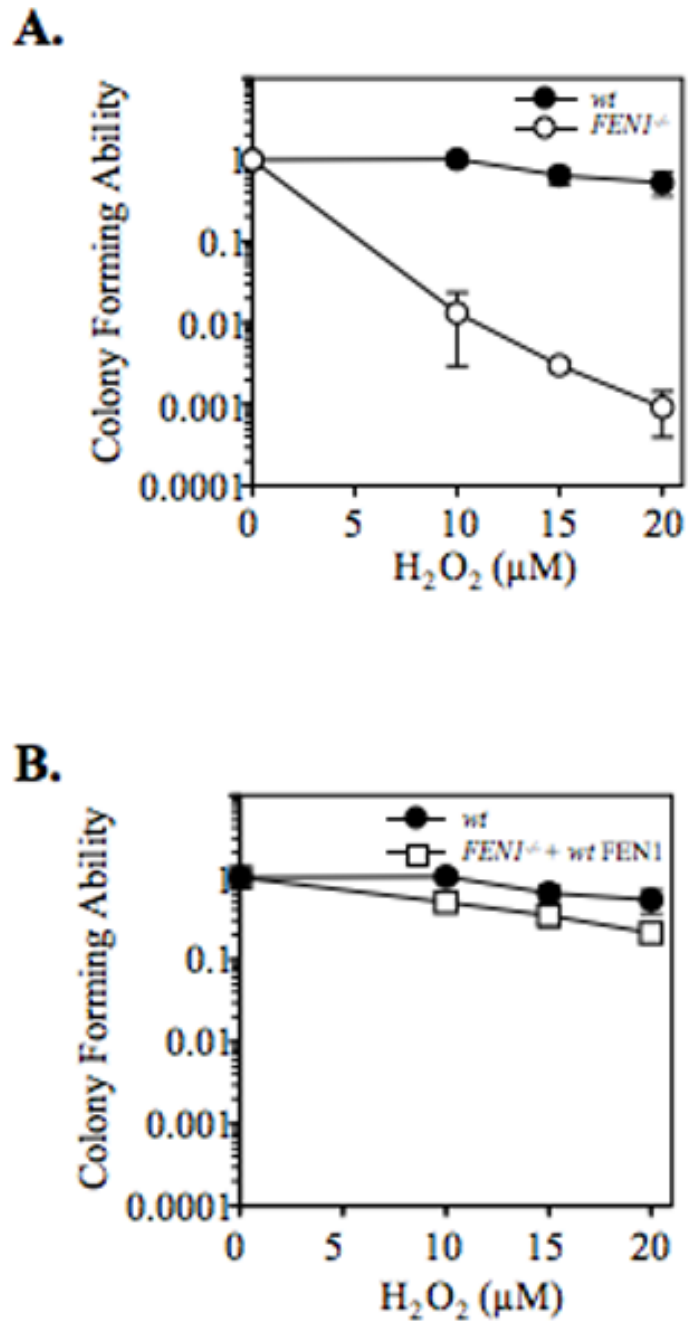 A.
wt
FEN1-/-
Colony Forming Ability
1
0.1
0.01
0.001
0.0001
0 5 10 15 20
H₂O₂ (µM)
B.
wt
FEN1-/- + wt FEN1
Colony Forming Ability
1
0.1
0.01
0.001
0.0001
0 5 10 15 20
H₂O₂ (µM)